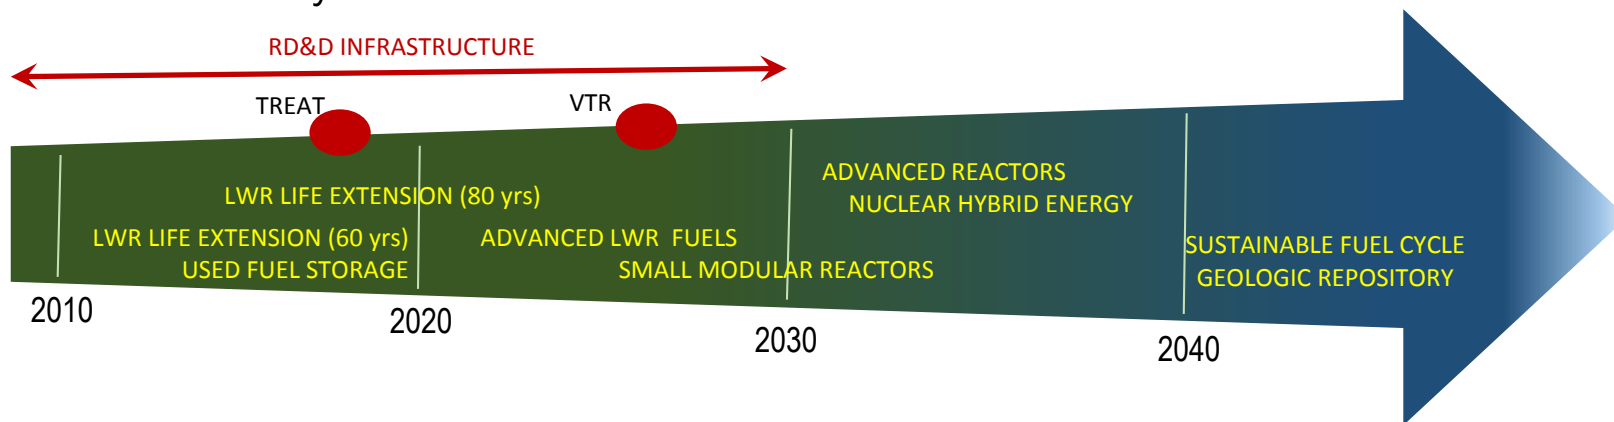 RD&D INFRASTRUCTURE
TREAT
VTR
LWR LIFE EXTENSION (80 yrs)
LWR LIFE EXTENSION (60 yrs)
USED FUEL STORAGE
ADVANCED LWR FUELS
SMALL MODULAR REACTORS
ADVANCED REACTORS
NUCLEAR HYBRID ENERGY
SUSTAINABLE FUEL CYCLE
GEOLOGIC REPOSITORY
2010
2020
2030
2040